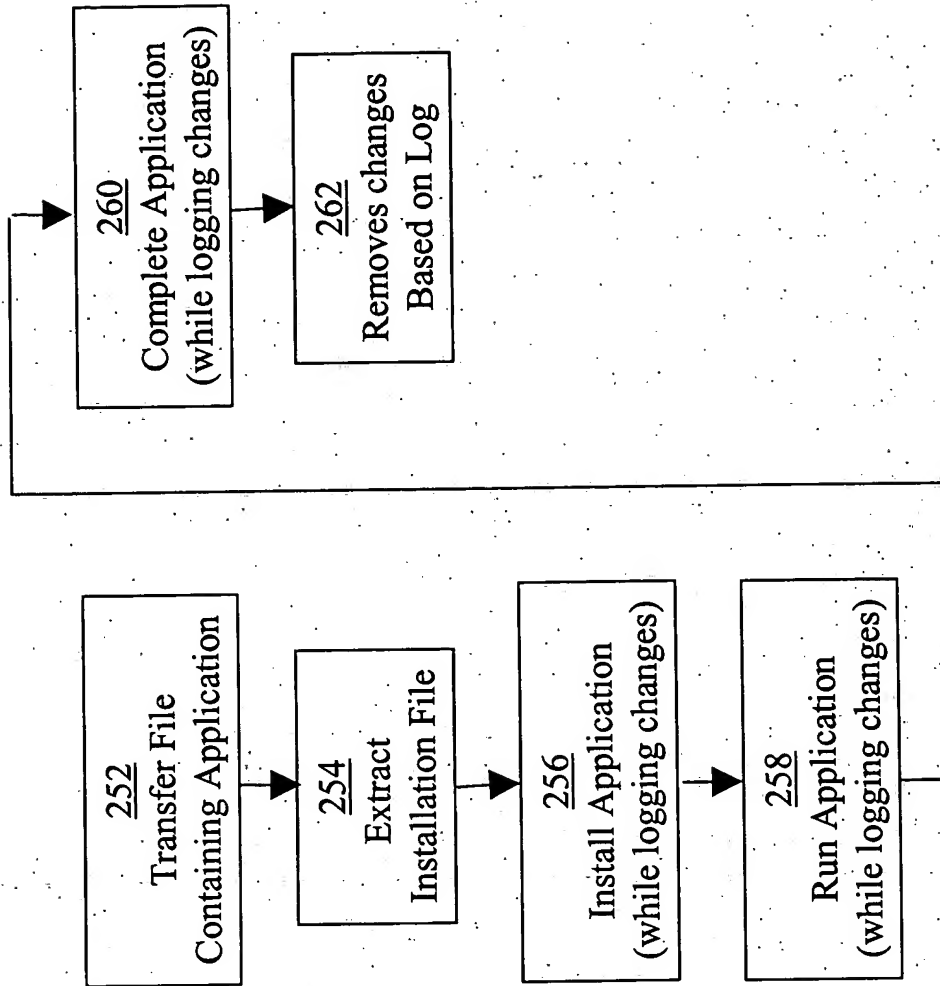 252
Transfer File
Containing Application
254
Extract
Installation File
256
Install Application
(while logging changes)
258
Run Application
(while logging changes)
260
Complete Application
(while logging changes)
262
Removes changes
Based on Log